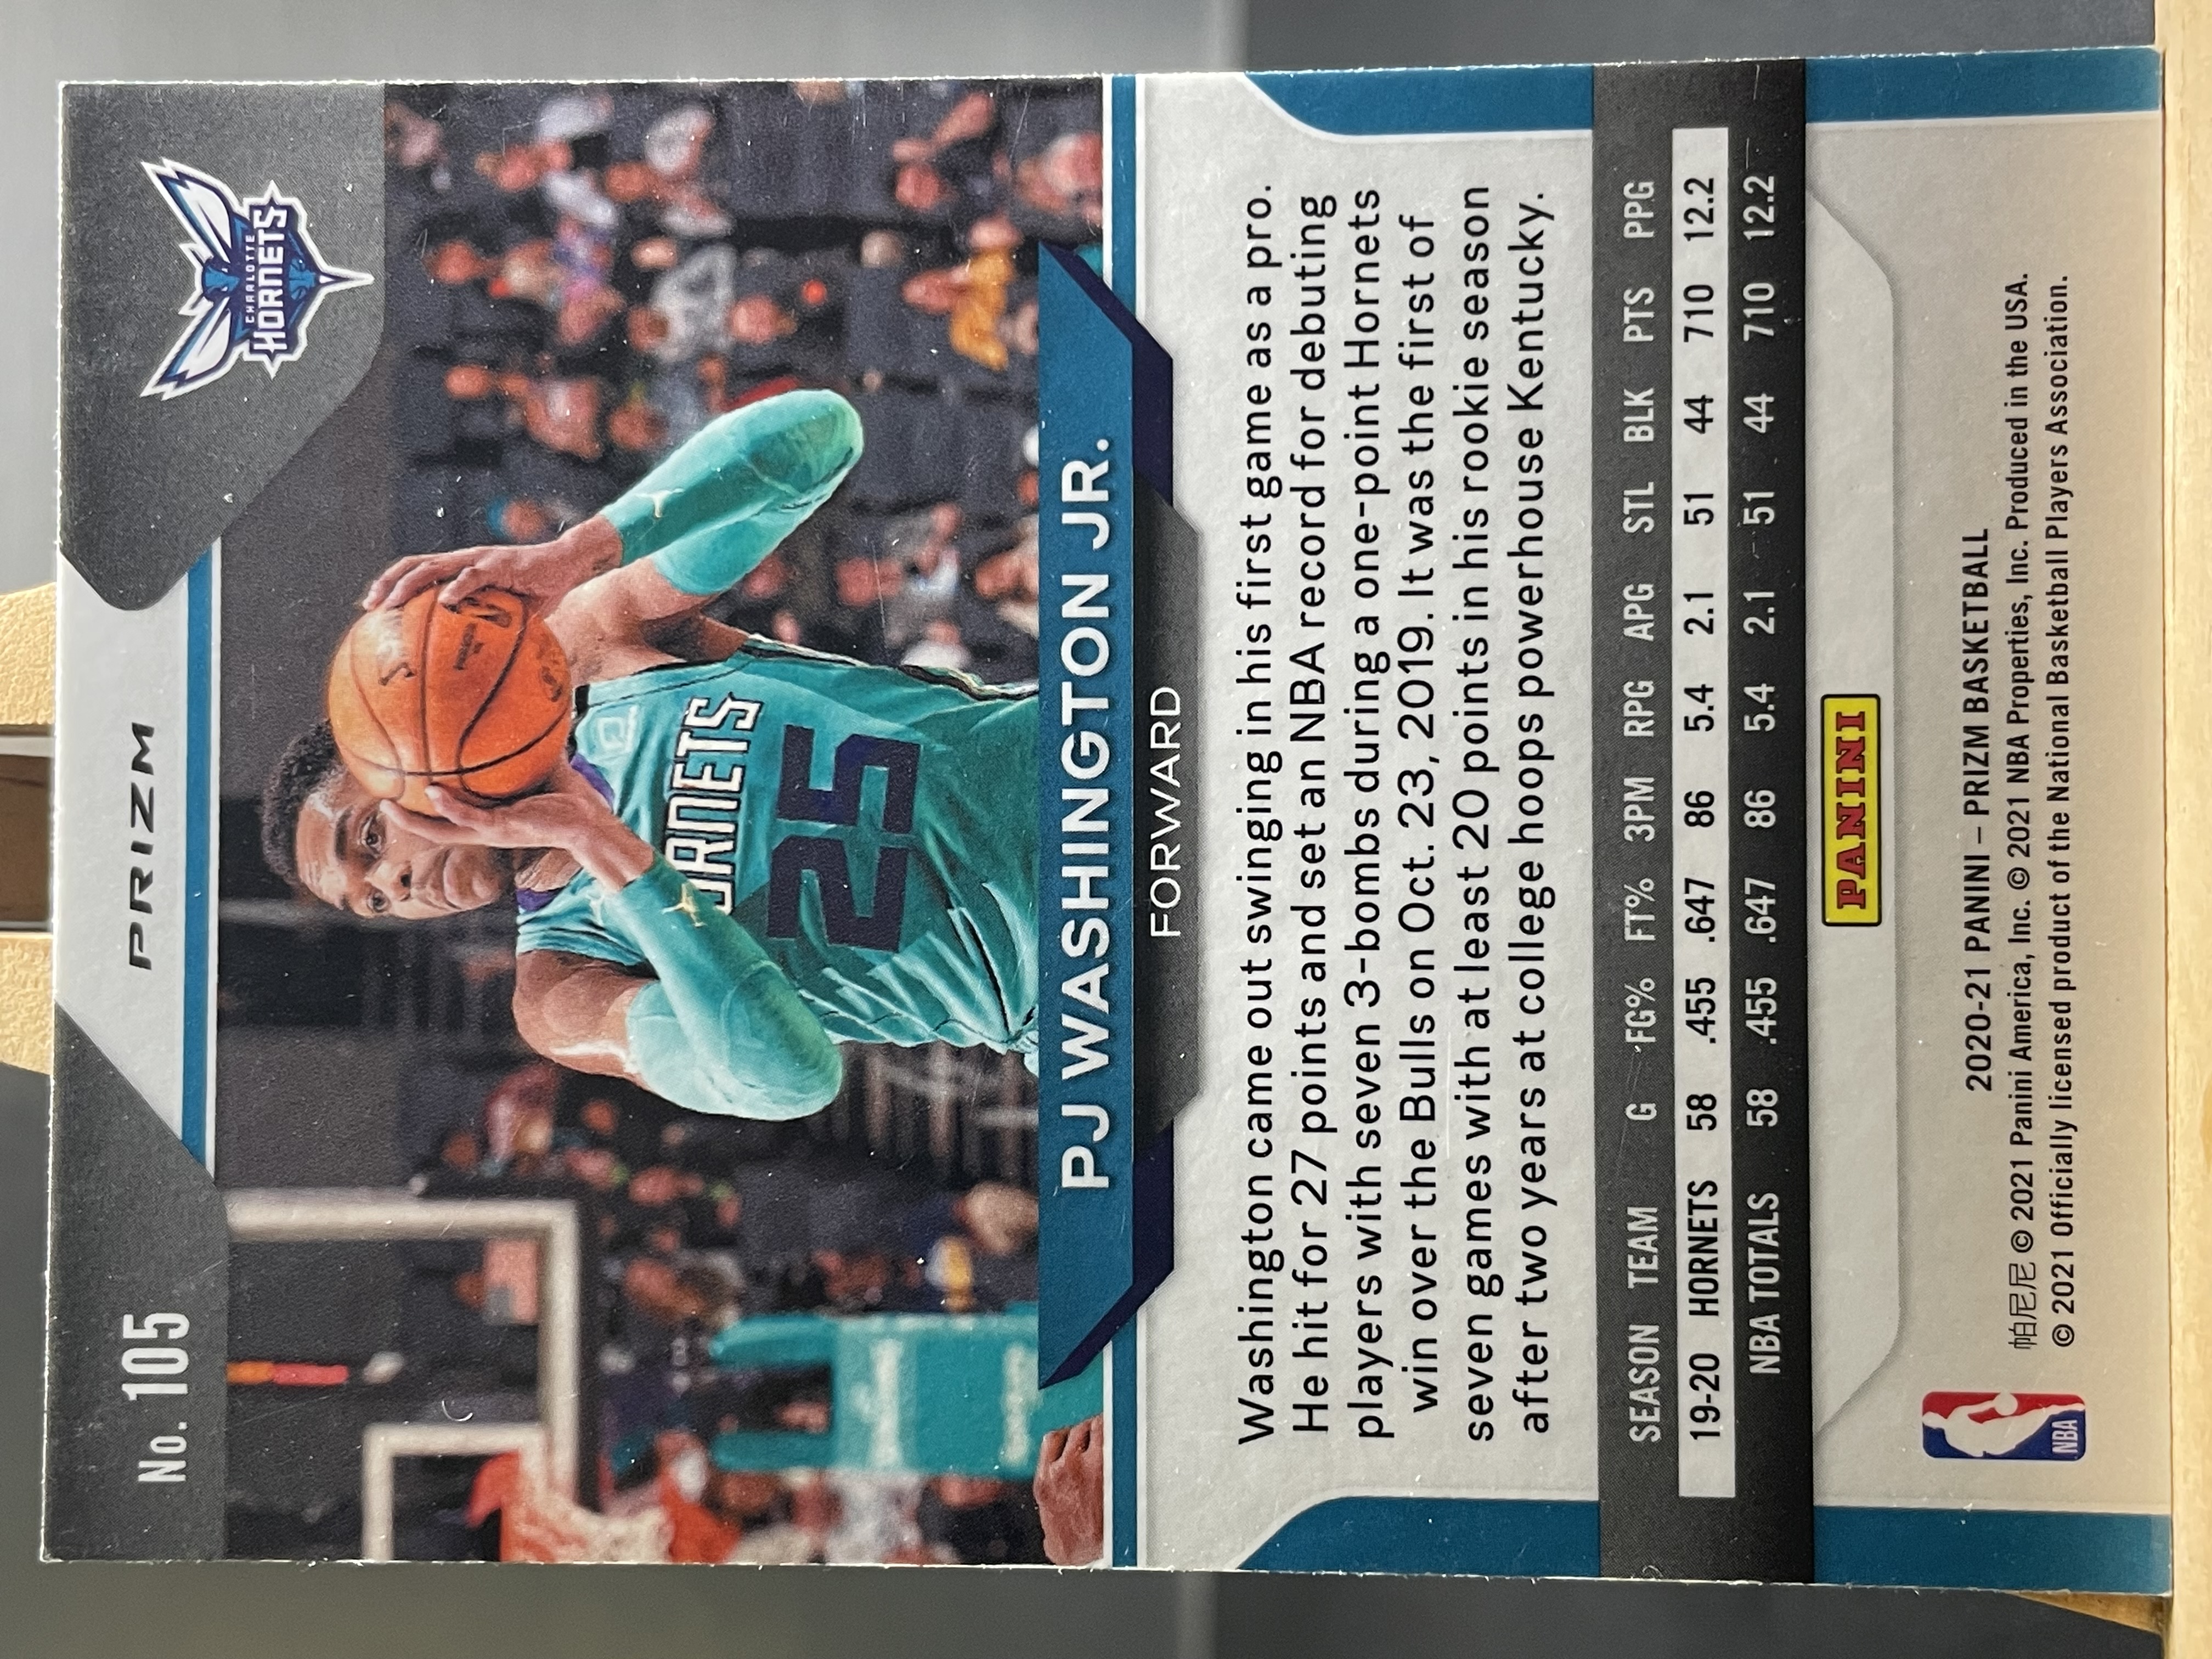 No. 105
PRIZM
CHARLOTTE
HORNETS
ORNETS
25
PJ WASHINGTON JR.
FORWARD
Washington came out swinging in his first game as a pro.
He hit for 27 points and set an NBA record for debuting
players with seven 3-bombs during a one-point Hornets
win over the Bulls on Oct. 23, 2019. It was the first of
seven games with at least 20 points in his rookie season
after two years at college hoops powerhouse Kentucky.
SEASON TEAM G FG% FT% 3PM RPG APG STL BLK PTS PPG
19-20 HORNETS 58 .455 .647 86 5.4 2.1 51 44 710 12.2
NBA TOTALS 58 .455 .647 86 5.4 2.1 51 44 710 12.2
PANINI
2020-21 PANINI – PRIZM BASKETBALL
帕尼尼 © 2021 Panini America, Inc. © 2021 NBA Properties, Inc. Produced in the USA.
© 2021 Officially licensed product of the National Basketball Players Association.
NBA